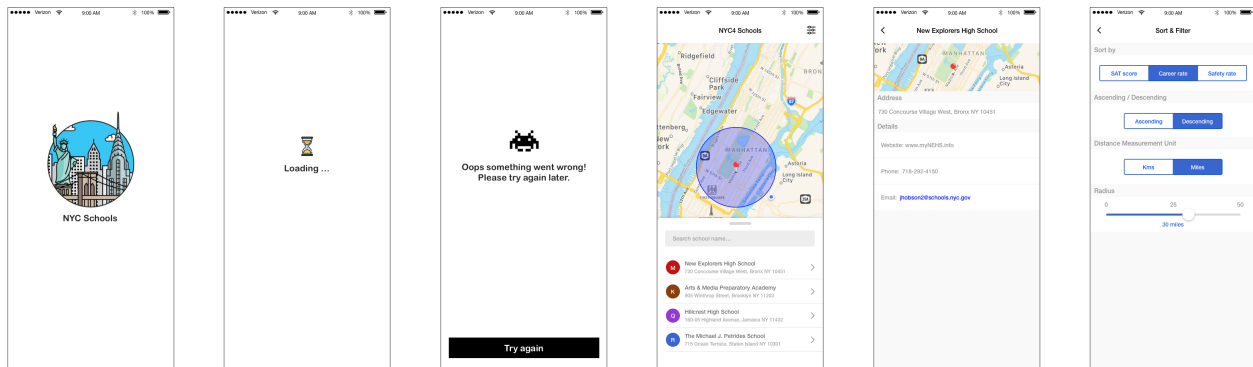 Verizon 9:00 AM 100%
NYC Schools
Verizon 9:00 AM 100%
Loading ...
Verizon 9:00 AM 100%
Oops something went wrong!
Please try again later.
Try again
Verizon 9:00 AM 100%
NYC4 Schools
Ridgefield
Cliffside
Park
Fairview
Edgewater
BRON
MANHATTAN
Astoria
Long Island
City
Search school name...
M
New Explorers High School
730 Concourse Village West, Bronx NY 10451
K
Arts & Media Preparatory Academy
905 Winthrop Street, Brooklyn NY 11203
Q
Hillcrest High School
160-05 Highland Avenue, Jamaica NY 11432
R
The Michael J. Petrides School
715 Ocean Terrace, Staten Island NY 10301
Verizon 9:00 AM 100%
New Explorers High School
MANHATTAN
Astoria
Long Island
City
Address
730 Concourse Village West, Bronx NY 10451
Details
Website: www.myNEHS.info
Phone: 718-292-4150
Email: jhobson2@schools.nyc.gov
Verizon 9:00 AM 100%
Sort & Filter
Sort by
SAT score Career rate Safety rate
Ascending / Descending
Ascending Descending
Distance Measurement Unit
Kms Miles
Radius
0 25 50
30 miles